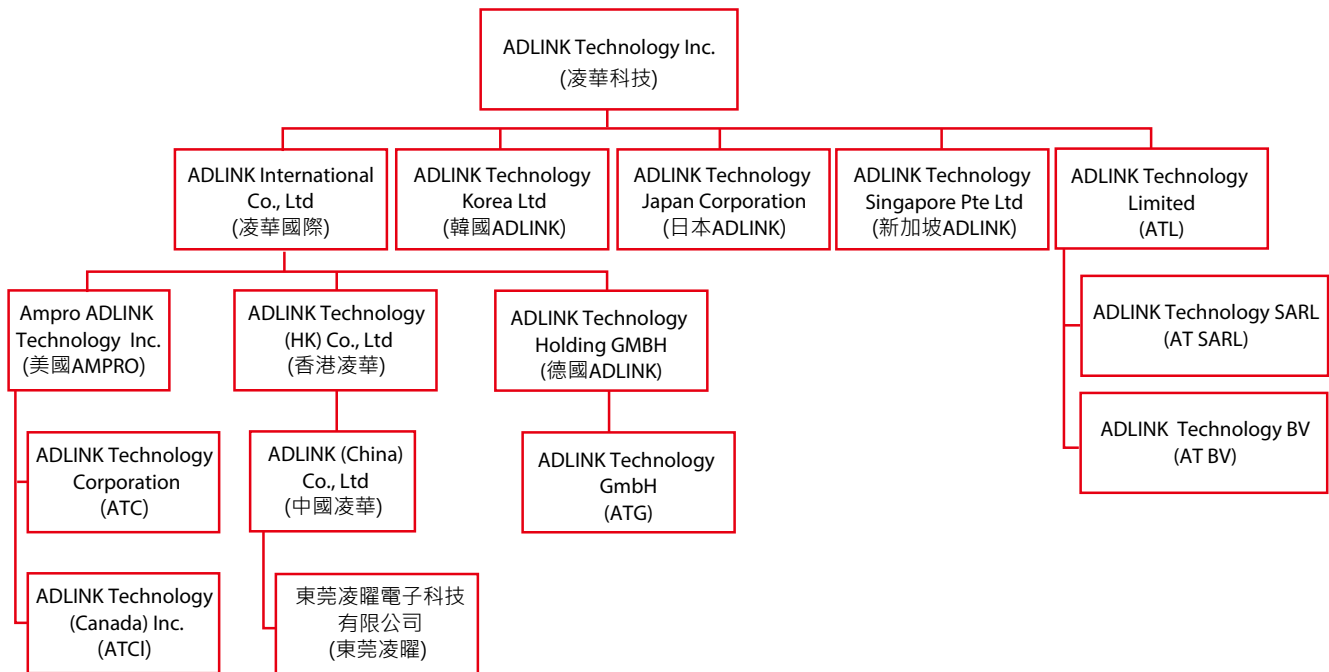 ADLINK Technology Inc.
(凌華科技)
ADLINK International
Co., Ltd
(凌華國際)
ADLINK Technology
Korea Ltd
(韓國ADLINK)
ADLINK Technology
Japan Corporation
(日本ADLINK)
ADLINK Technology
Singapore Pte Ltd
(新加坡ADLINK)
ADLINK Technology
Limited
(ATL)
Ampro ADLINK
Technology Inc.
(美國AMPRO)
ADLINK Technology
(HK) Co., Ltd
(香港凌華)
ADLINK Technology
Holding GMBH
(德國ADLINK)
ADLINK Technology SARL
(AT SARL)
ADLINK Technology BV
(AT BV)
ADLINK Technology
Corporation
(ATC)
ADLINK (China)
Co., Ltd
(中國凌華)
ADLINK Technology
GmbH
(ATG)
ADLINK Technology
(Canada) Inc.
(ATCI)
東莞凌曜電子科技
有限公司
(東莞凌曜)